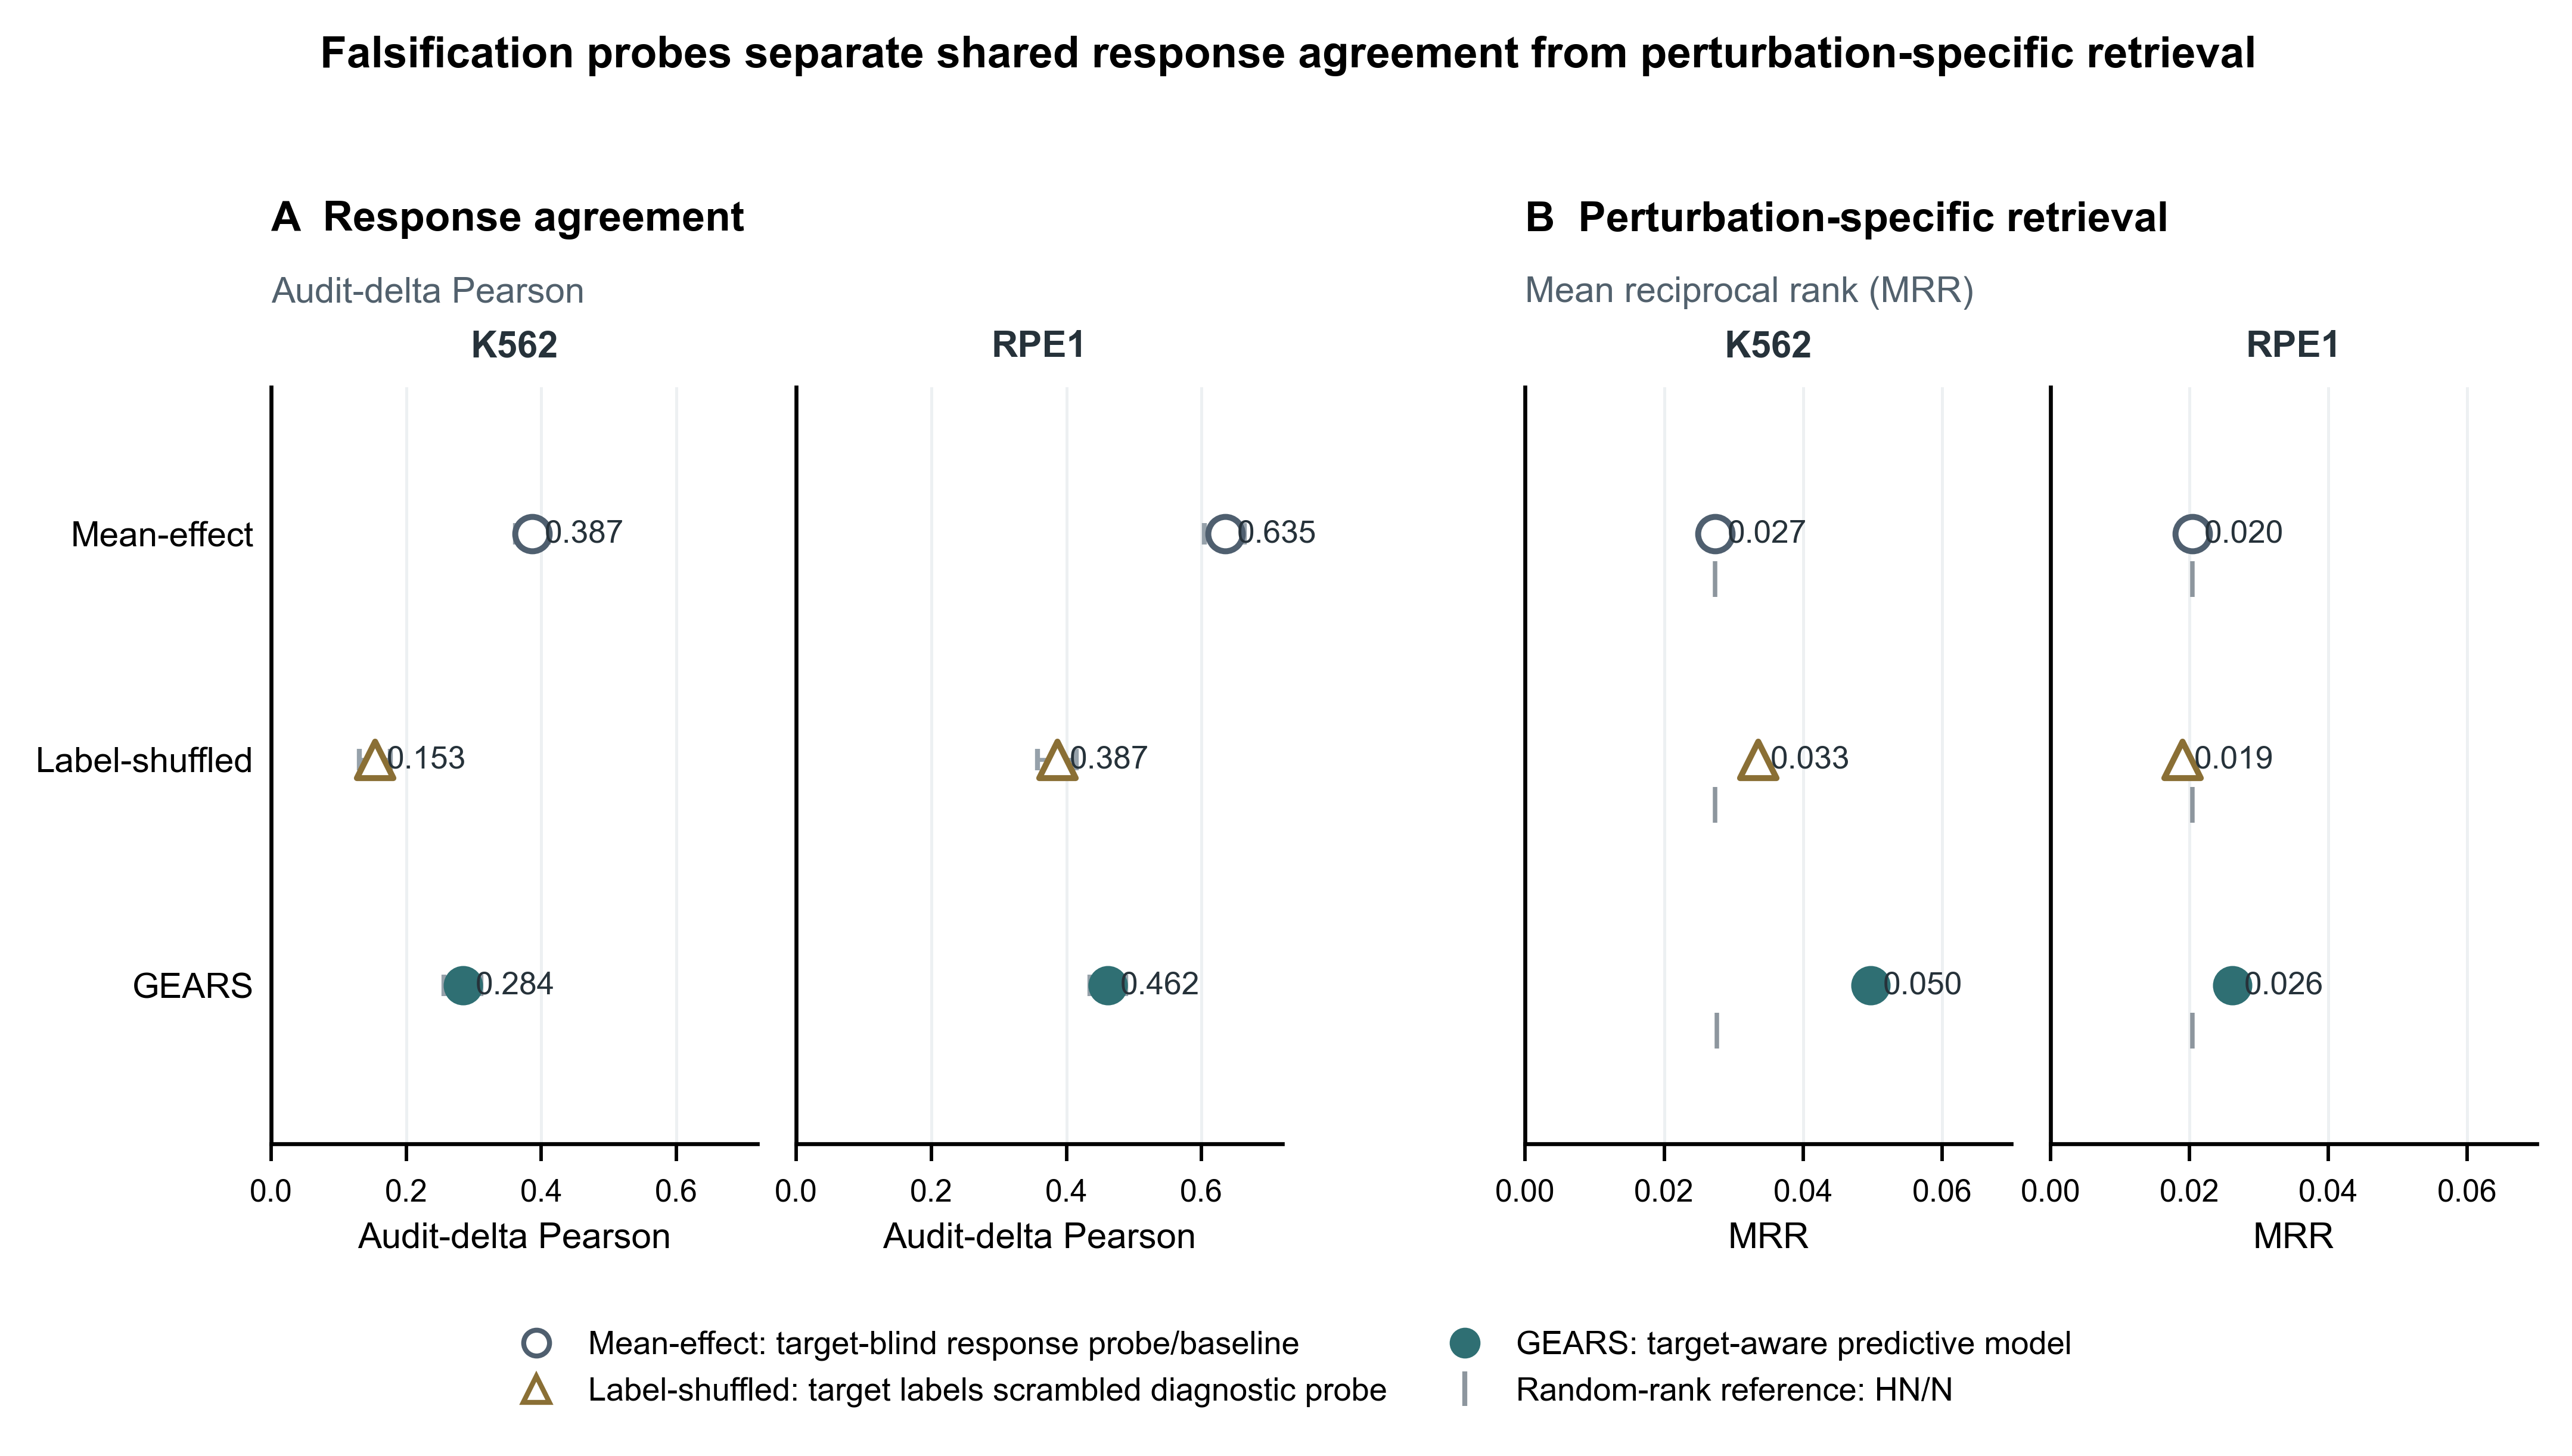 Falsification probes separate shared response agreement from perturbation-specific retrieval
A Response agreement
Audit-delta Pearson
K562
RPE1
B Perturbation-specific retrieval
Mean reciprocal rank (MRR)
K562
RPE1
Mean-effect
0.387
0.635
0.027
0.020
Label-shuffled
0.153
0.387
0.033
0.019
GEARS
0.284
0.462
0.050
0.026
0.0 0.2 0.4 0.6
0.0 0.2 0.4 0.6
0.00 0.02 0.04 0.06
0.00 0.02 0.04 0.06
Audit-delta Pearson
Audit-delta Pearson
MRR
MRR
Mean-effect: target-blind response probe/baseline
Label-shuffled: target labels scrambled diagnostic probe
GEARS: target-aware predictive model
Random-rank reference: HN/N